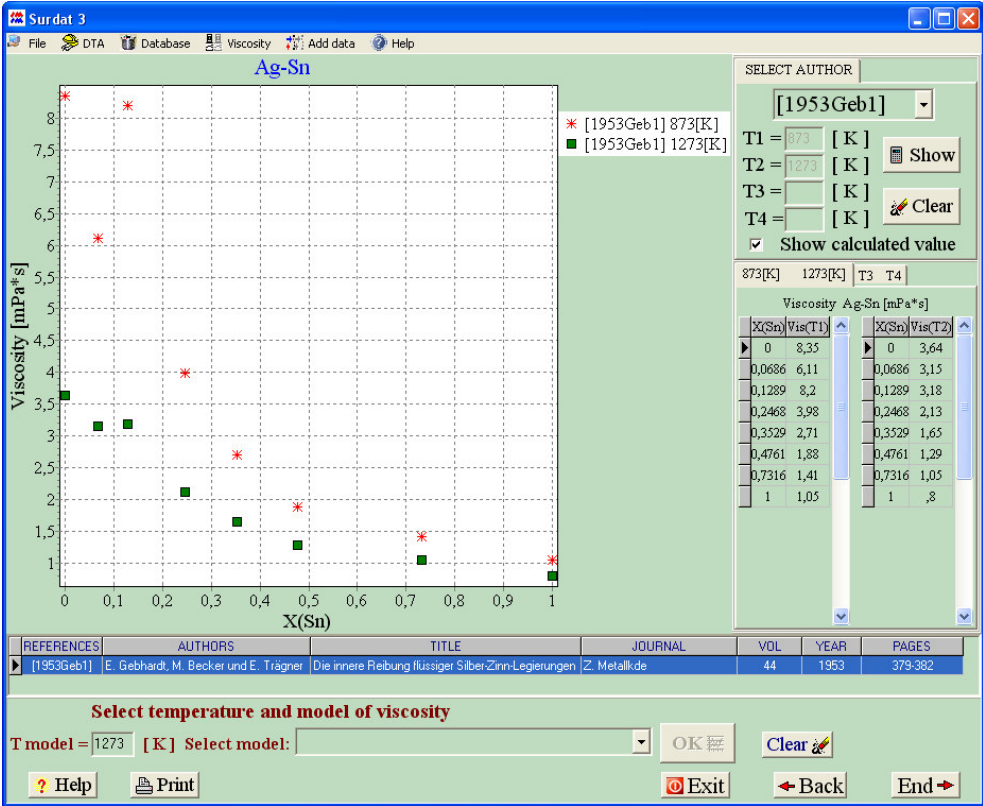 Surdat 3
File DTA Database Viscosity Add data Help
Ag-Sn
Viscosity [mPa*s]
8
7,5
7
6,5
6
5,5
5
4,5
4
3,5
3
2,5
2
1,5
1
0 0,1 0,2 0,3 0,4 0,5 0,6 0,7 0,8 0,9 1
X(Sn)
[1953Geb1] 873[K]
[1953Geb1] 1273[K]
SELECT AUTHOR
[1953Geb1]
T1 = 873 [ K ]
T2 = 1273 [ K ]
T3 = [ K ]
T4 = [ K ]
Show
Clear
Show calculated value
873[K] 1273[K] T3 T4
Viscosity Ag-Sn [mPa*s]
X(Sn) Vis(T1) X(Sn) Vis(T2)
0 8,35 0 3,64
0,0686 6,11 0,0686 3,15
0,1289 8,2 0,1289 3,18
0,2468 3,98 0,2468 2,13
0,3529 2,71 0,3529 1,65
0,4761 1,88 0,4761 1,29
0,7316 1,41 0,7316 1,05
1 1,05 1 ,8
REFERENCES AUTHORS TITLE JOURNAL VOL YEAR PAGES
[1953Geb1] E. Gebhardt, M. Becker und E. Trägner Die innere Reibung flüssiger Silber-Zinn-Legierungen Z. Metallkde 44 1953 379-382
Select temperature and model of viscosity
T model = 1273 [ K ] Select model: OK Clear
Help Print Exit Back End